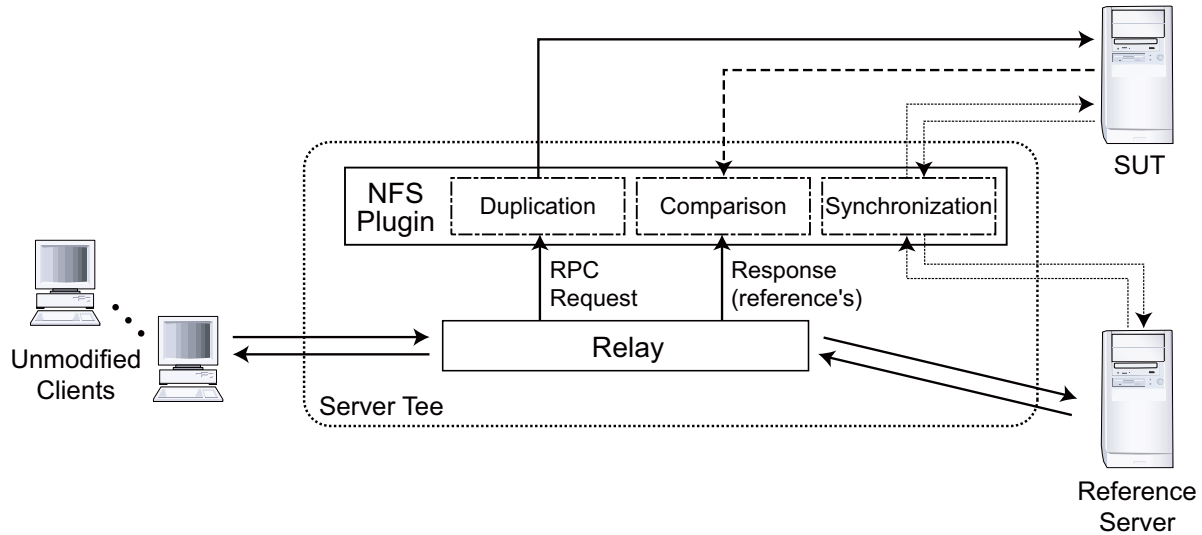 SUT
NFS
Plugin
Duplication
Comparison
Synchronization
RPC
Request
Response
(reference's)
Relay
Unmodified
Clients
Server Tee
Reference
Server